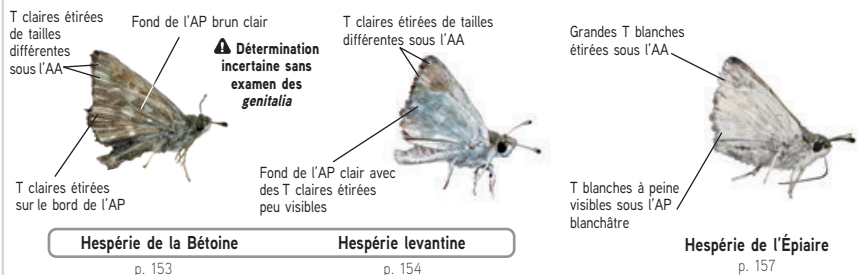 T claires étirées
de tailles
différentes
sous l'AA
Fond de l'AP brun clair
⚠ Détermination
incertaine sans
examen des
genitalia
T claires étirées
sur le bord de l'AP
T claires étirées de tailles
différentes sous l'AA
Fond de l'AP clair avec
des T claires étirées
peu visibles
Grandes T blanches
étirées sous l'AA
T blanches à peine
visibles sous l'AP
blanchâtre
Hespérie de la Bétoine
p. 153
Hespérie levantine
p. 154
Hespérie de l'Épiaire
p. 157